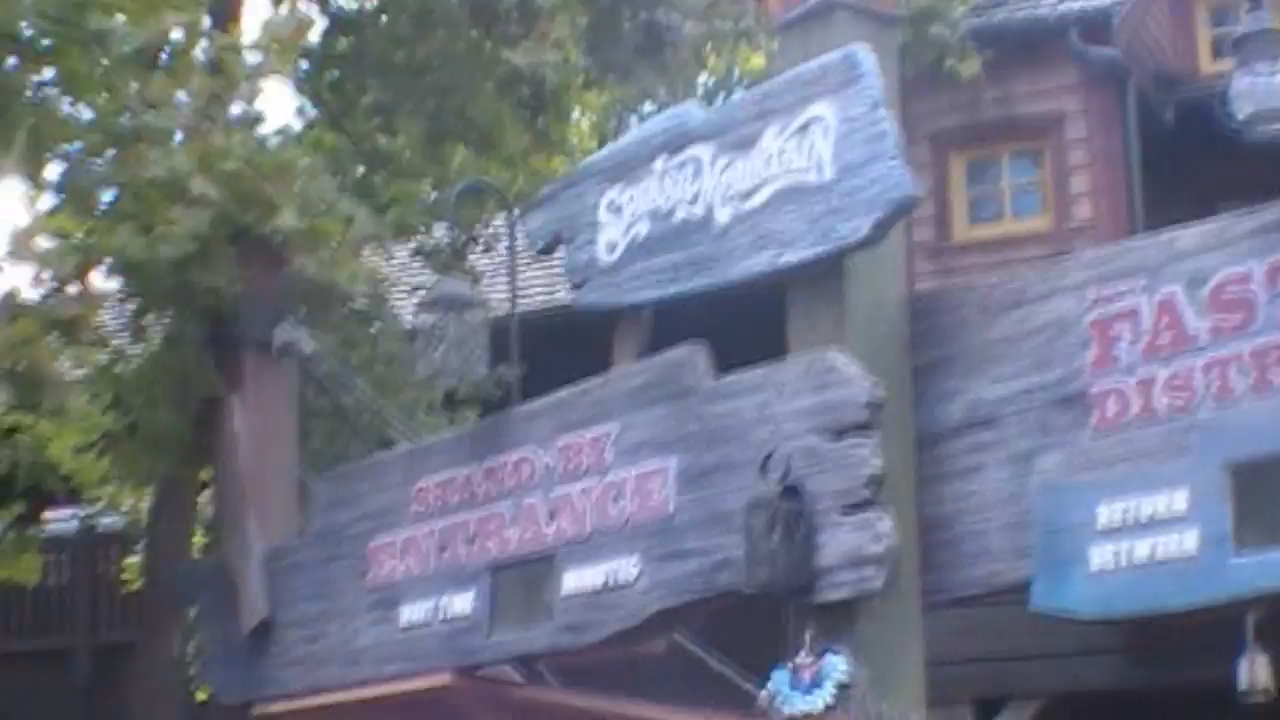 Splash Mountain
STAND-BY
ENTRANCE
WAIT TIME MINUTES
FAS
DISTR
RETURN
BETWEEN